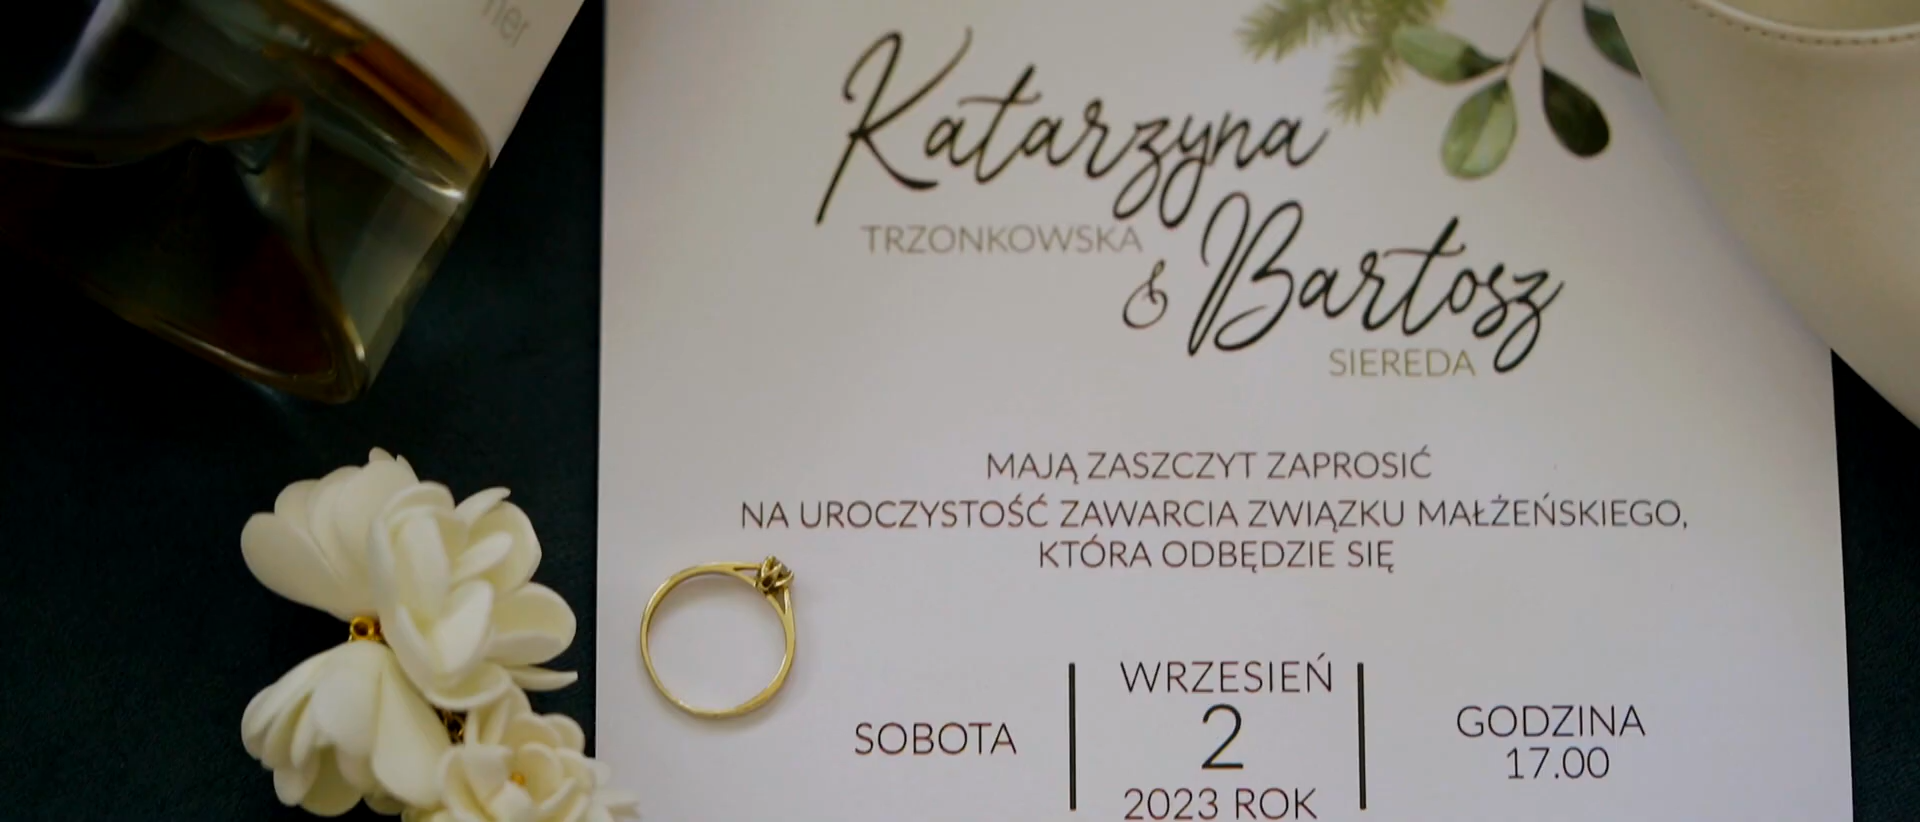 Katarzyna
TRZONKOWSKA
& Bartosz
SIEREDA
MAJĄ ZASZCZYT ZAPROSIĆ
NA UROCZYSTOŚĆ ZAWARCIA ZWIĄZKU MAŁŻEŃSKIEGO,
KTÓRA ODBĘDZIE SIĘ
SOBOTA
WRZESIEŃ
2
2023 ROK
GODZINA
17.00